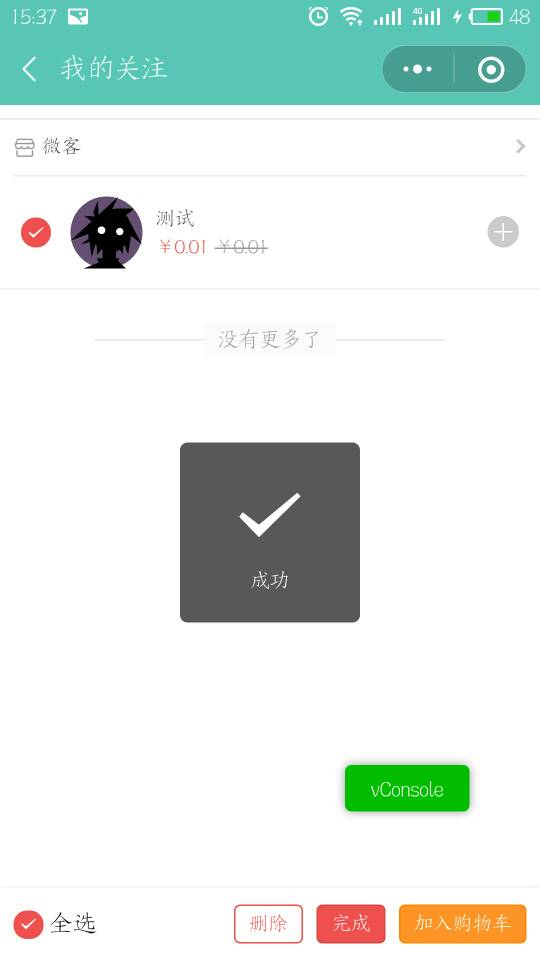 15:37 4G 48
我的关注
微客
测试
￥0.01 ￥0.01
没有更多了
成功
vConsole
全选 删除 完成 加入购物车